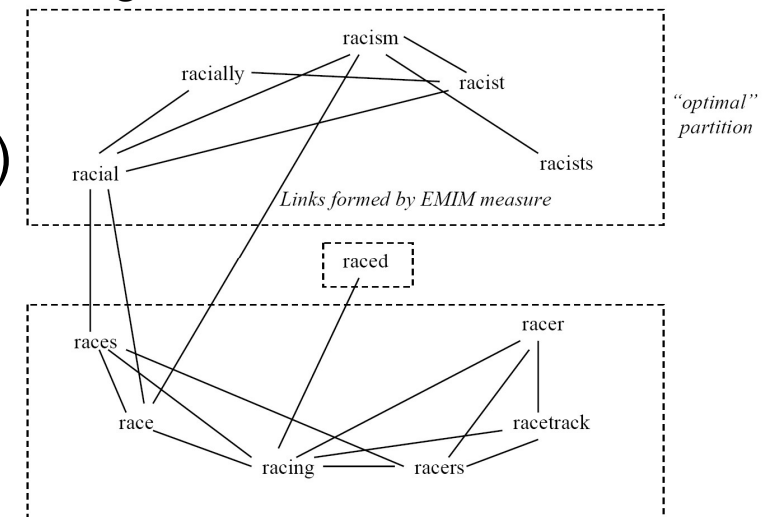 racism
racially
racist
"optimal"
partition
racial
racists
Links formed by EMIM measure
raced
racer
races
race
racetrack
racing
racers
)